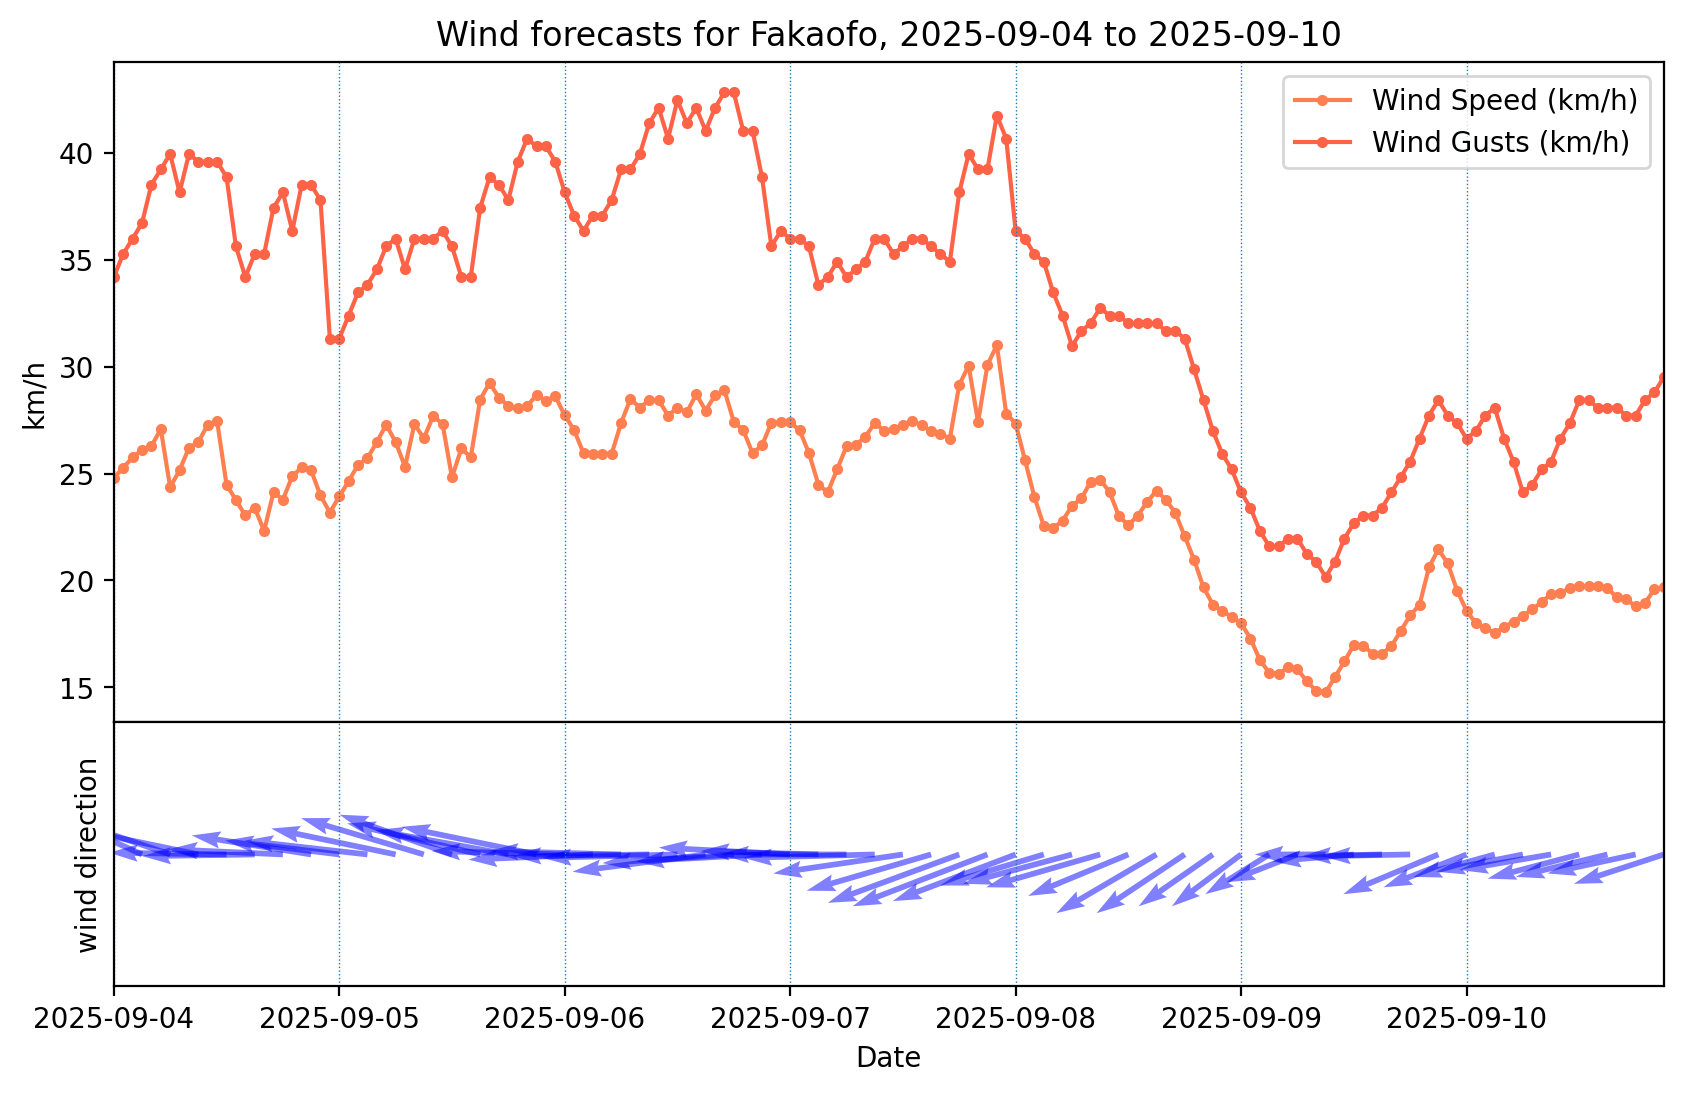 Wind forecasts for Fakaofo, 2025-09-04 to 2025-09-10
Wind Speed (km/h)
Wind Gusts (km/h)
40
35
30
25
20
15
km/h
wind direction
2025-09-04
2025-09-05
2025-09-06
2025-09-07
2025-09-08
2025-09-09
2025-09-10
Date